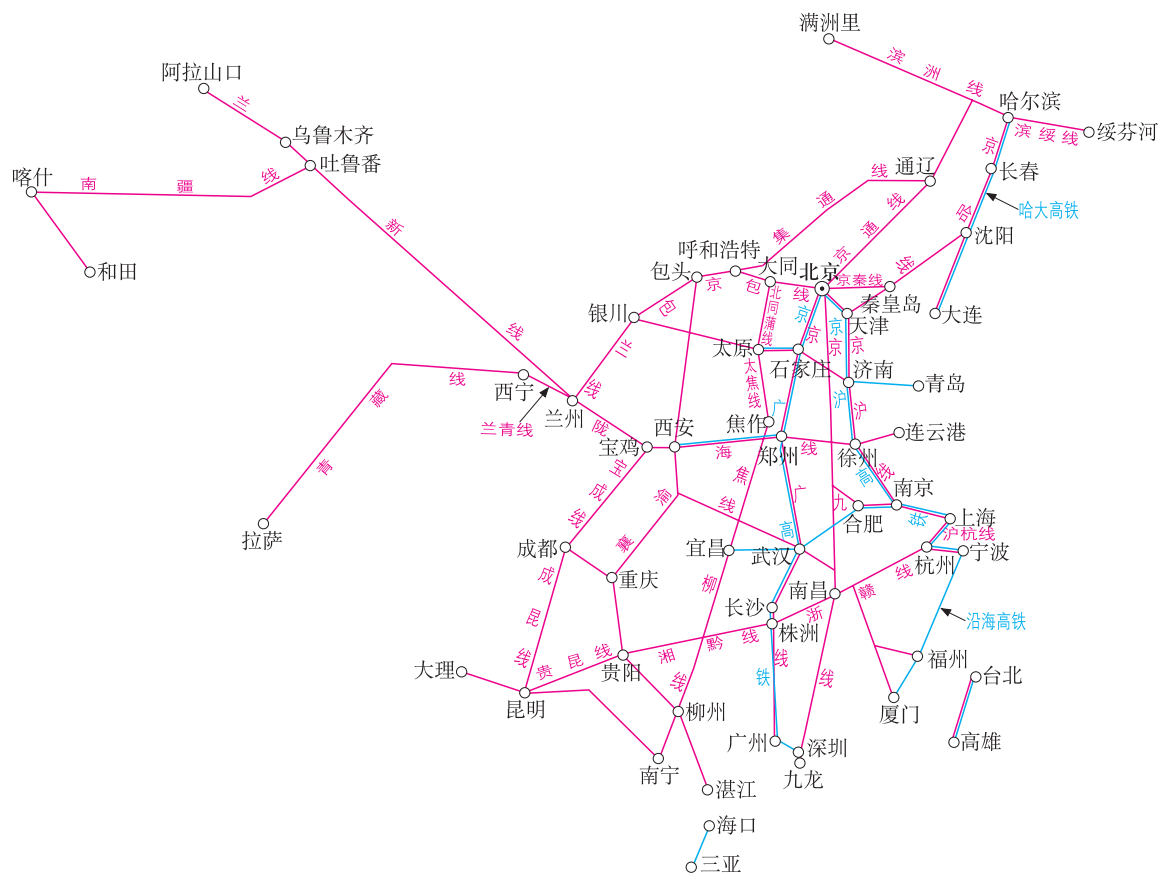 满洲里
滨洲线
阿拉山口
兰
新
线
哈尔滨
滨绥线
绥芬河
乌鲁木齐
吐鲁番
喀什
南疆线
和田
通辽
集通线
京通线
京
哈
线
长春
哈大高铁
沈阳
呼和浩特
包头
大同
北京
京包线
京秦线
秦皇岛
大连
银川
包
兰
线
北同蒲线
天津
太原
石家庄
济南
青岛
京
京
京
京
京
太焦线
西宁
兰州
兰青线
青藏线
拉萨
陇
海
线
宝鸡
西安
焦作
郑州
徐州
连云港
广
沪
沪
高
线
铁
宝成线
焦
柳
线
襄
渝
线
广
高
九
合肥
南京
上海
沪杭线
成都
重庆
宜昌
武汉
杭州
宁波
成昆线
长沙
南昌
浙
赣
线
株洲
沿海高铁
贵昆线
湘黔线
线
铁
线
大理
昆明
贵阳
柳州
福州
厦门
台北
高雄
广州
深圳
九龙
南宁
湛江
海口
三亚